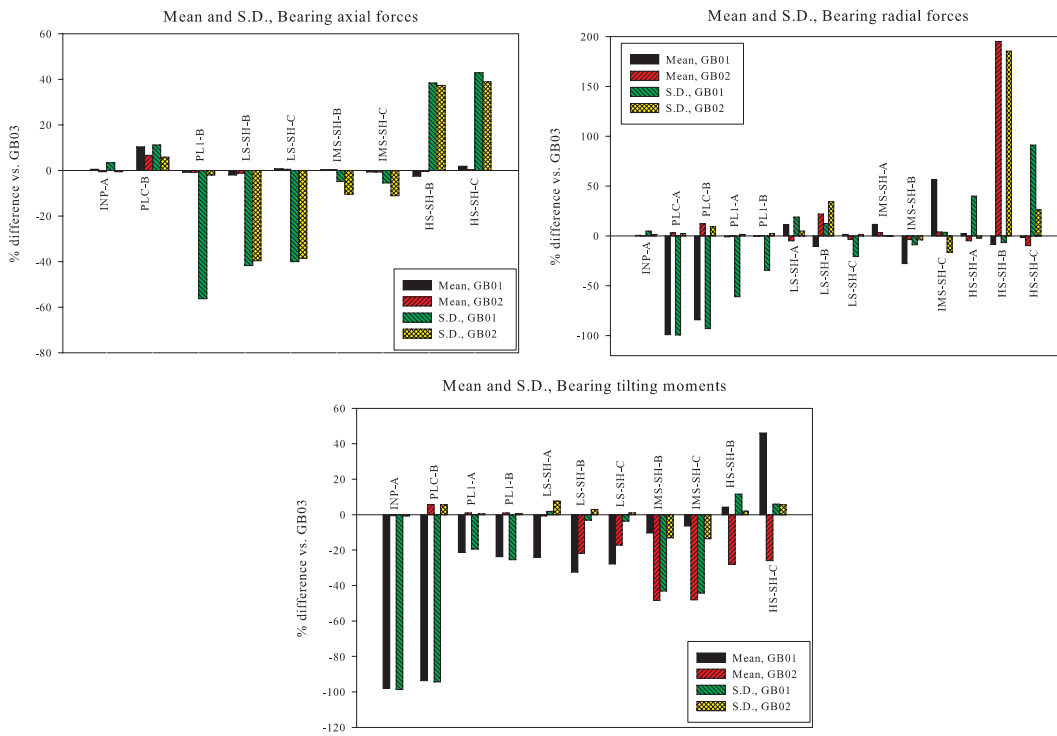 Mean and S.D., Bearing axial forces
60
40
20
0
-20
-40
-60
-80
% difference vs. GB03
INP-A
PLC-B
PL1-B
LS-SH-B
LS-SH-C
IMS-SH-B
IMS-SH-C
HS-SH-B
HS-SH-C
Mean, GB01
Mean, GB02
S.D., GB01
S.D., GB02
Mean and S.D., Bearing radial forces
200
150
100
50
0
-50
-100
% difference vs. GB03
Mean, GB01
Mean, GB02
S.D., GB01
S.D., GB02
INP-A
PLC-A
PLC-B
PL1-A
PL1-B
LS-SH-A
LS-SH-B
LS-SH-C
IMS-SH-A
IMS-SH-B
IMS-SH-C
HS-SH-A
HS-SH-B
HS-SH-C
Mean and S.D., Bearing tilting moments
60
40
20
0
-20
-40
-60
-80
-100
-120
% difference vs. GB03
INP-A
PLC-B
PL1-A
PL1-B
LS-SH-A
LS-SH-B
LS-SH-C
IMS-SH-B
IMS-SH-C
HS-SH-B
HS-SH-C
Mean, GB01
Mean, GB02
S.D., GB01
S.D., GB02